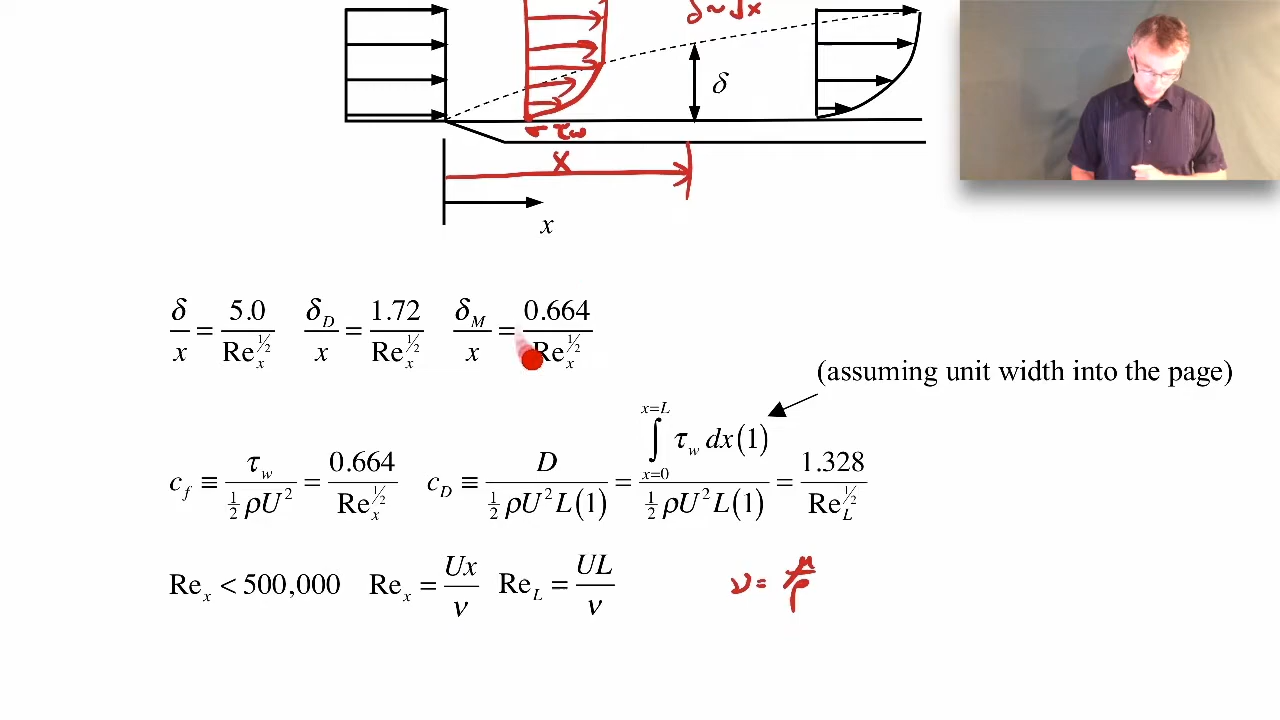 δ ~ √x
δ
τw
x
x
δ/x = 5.0/Re_x^½   δ_D/x = 1.72/Re_x^½   δ_M/x = 0.664/Re_x^½
(assuming unit width into the page)
c_f ≡ τ_w/(½ρU²) = 0.664/Re_x^½   c_D ≡ D/(½ρU²L(1)) = ∫_{x=0}^{x=L} τ_w dx(1)/(½ρU²L(1)) = 1.328/Re_L^½
Re_x < 500,000   Re_x = Ux/ν   Re_L = UL/ν   ν = μ/ρ